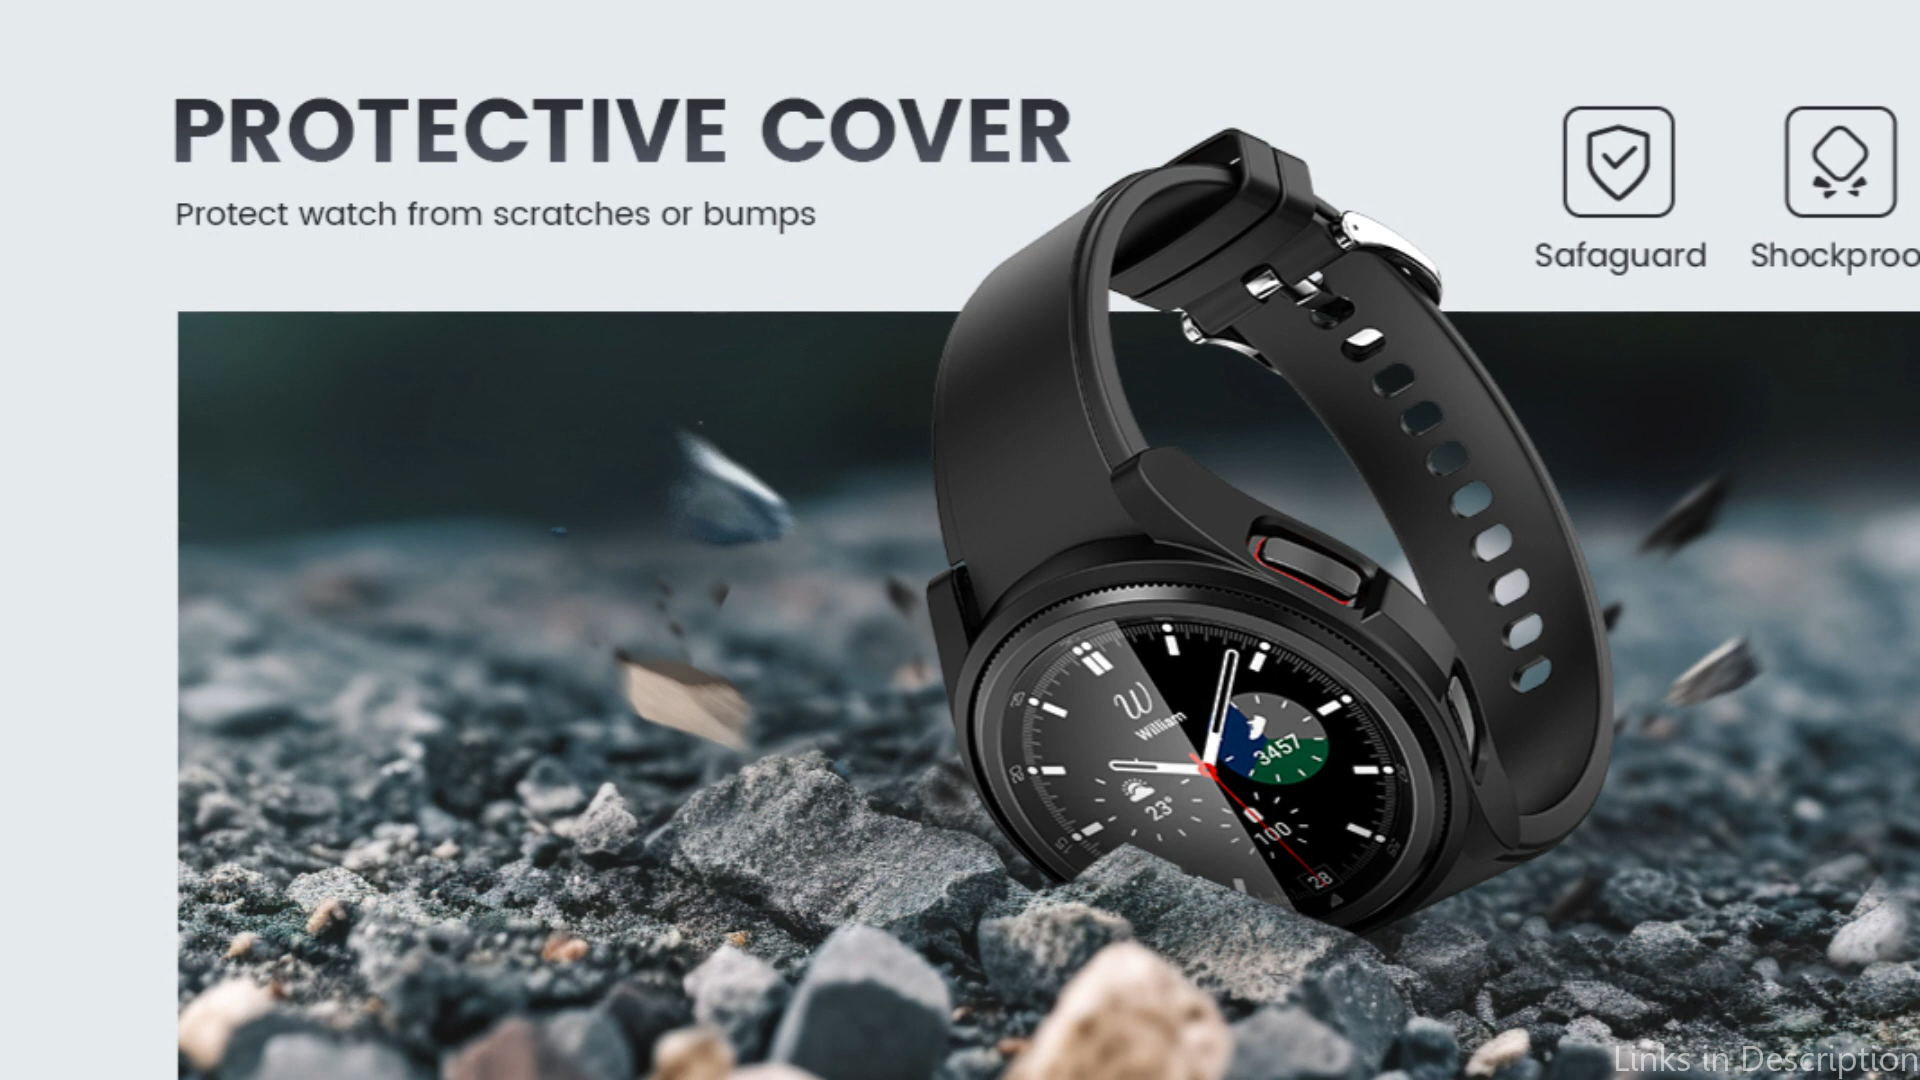 PROTECTIVE COVER
Protect watch from scratches or bumps
Safaguard
Shockproo
William
3457
23°
100
28
Links in Description